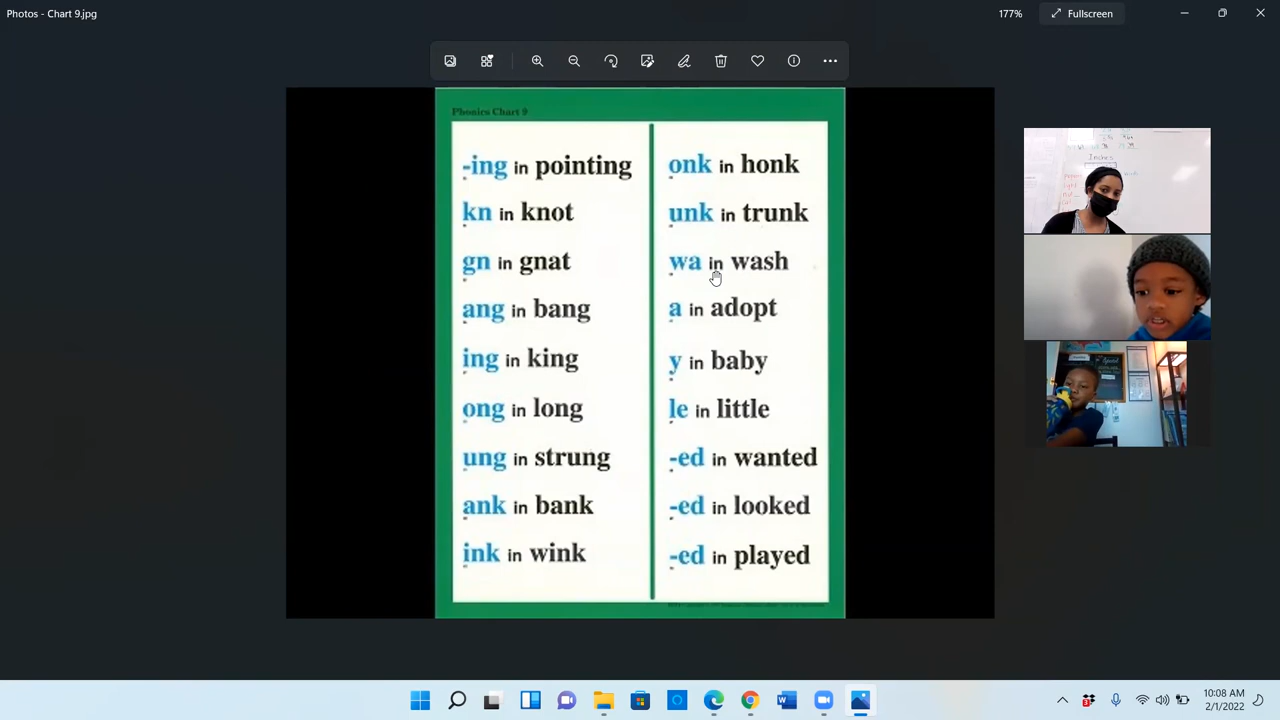 Photos - Chart 9.jpg
177%
Fullscreen
Phonics Chart 9
-ing in pointing
kn in knot
gn in gnat
ang in bang
ing in king
ong in long
ung in strung
ank in bank
ink in wink
onk in honk
unk in trunk
wa in wash
a in adopt
y in baby
le in little
-ed in wanted
-ed in looked
-ed in played
Inches
10:08 AM
2/1/2022